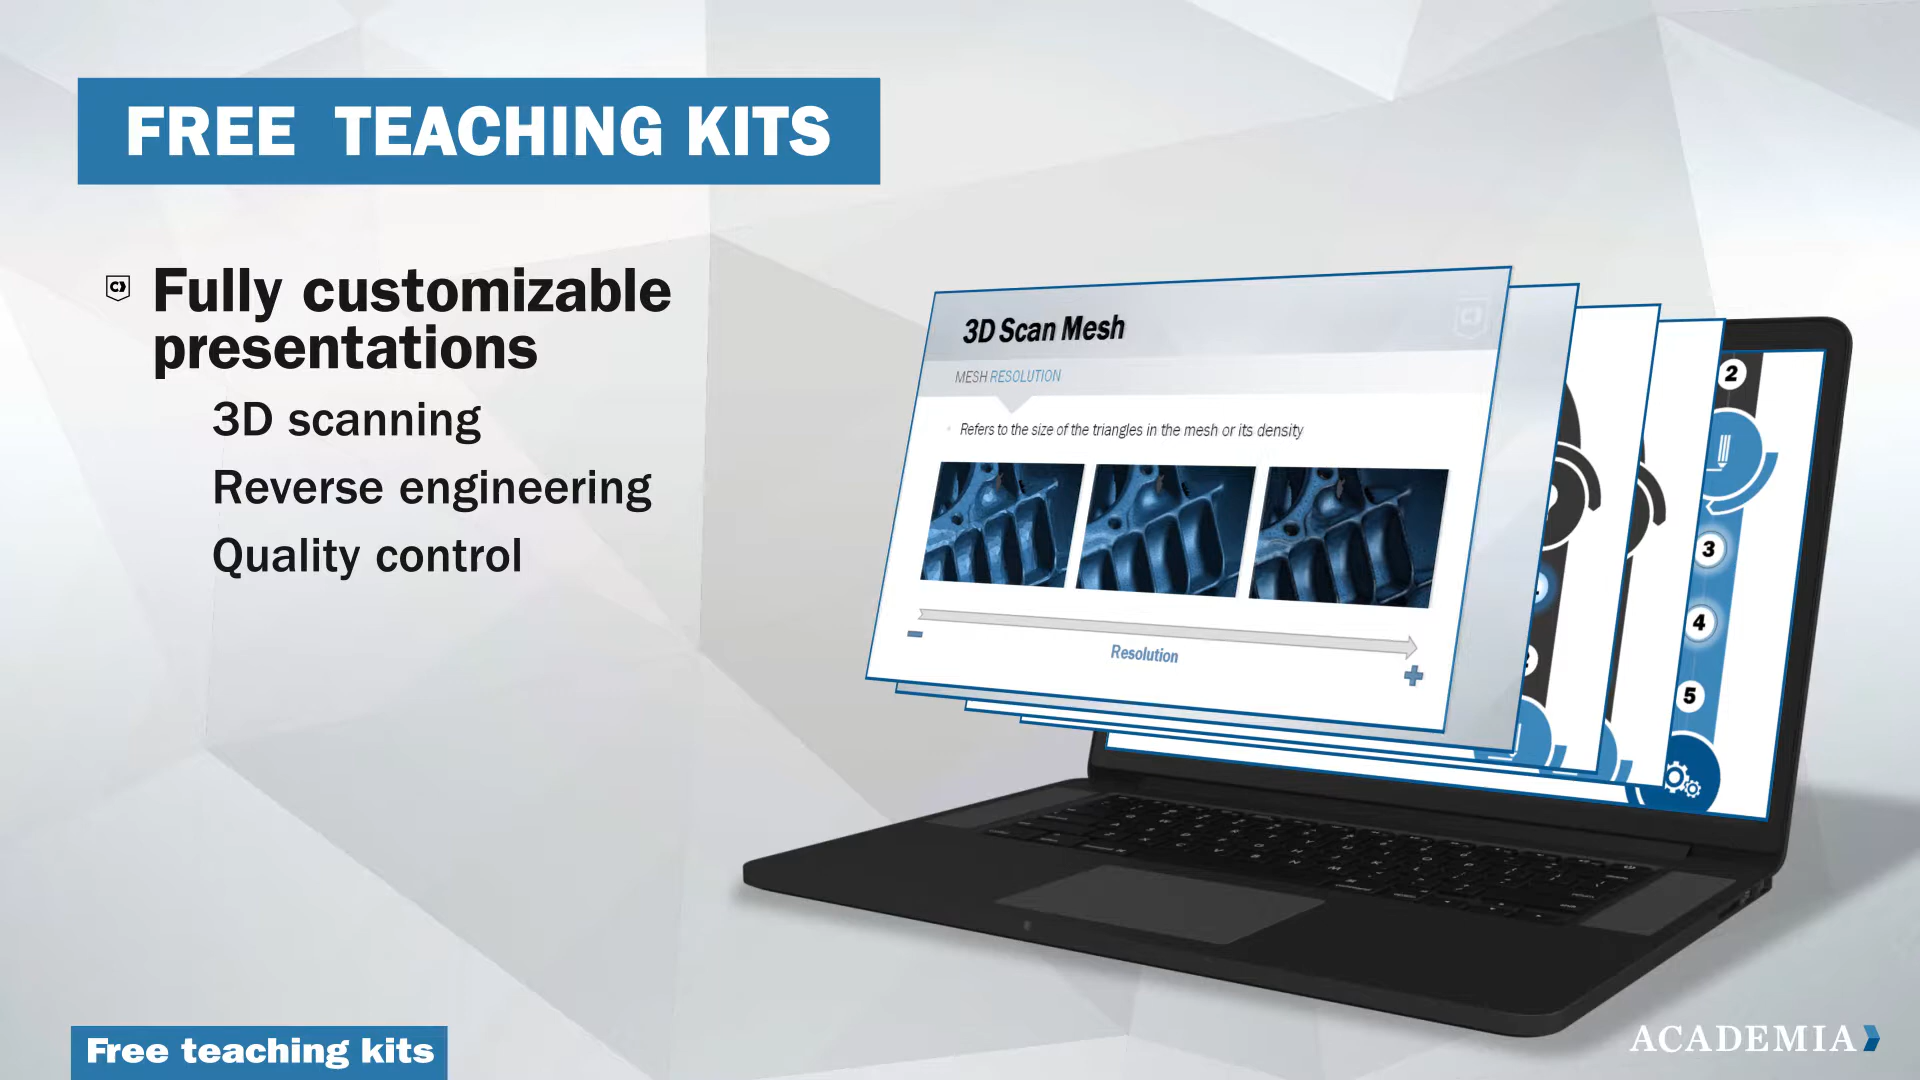 FREE TEACHING KITS
Fully customizable
presentations
3D scanning
Reverse engineering
Quality control
3D Scan Mesh
MESH RESOLUTION
Refers to the size of the triangles in the mesh or its density
Resolution
2
3
4
5
Free teaching kits
ACADEMIA